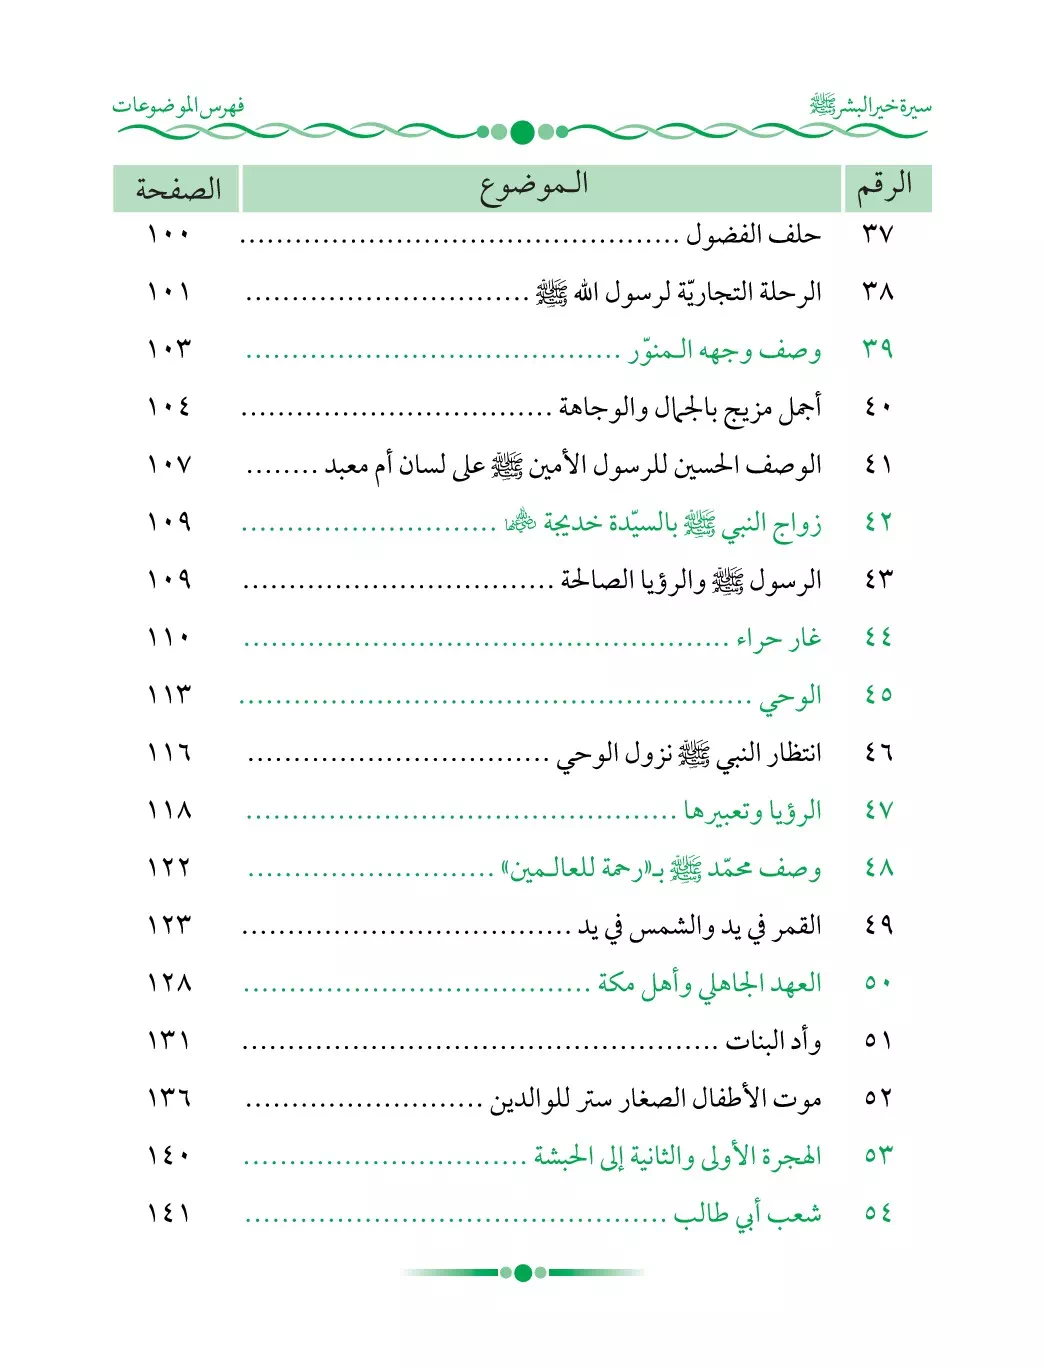 سيرة خير البشر ﷺ فهرس الموضوعات
الرقم الـموضوع الصفحة
٣٧ حلف الفضول ................................................ ١٠٠
٣٨ الرحلة التجاريّة لرسول الله ﷺ ............................... ١٠١
٣٩ وصف وجهه الـمنوّر ......................................... ١٠٣
٤٠ أجمل مزيج بالجمال والوجاهة .................................. ١٠٤
٤١ الوصف الحسين للرسول الأمين ﷺ على لسان أم معبد ........ ١٠٧
٤٢ زواج النبي ﷺ بالسيّدة خديجة رضي الله عنها ............................ ١٠٩
٤٣ الرسول ﷺ والرؤيا الصالحة .................................. ١٠٩
٤٤ غار حراء ..................................................... ١١٠
٤٥ الوحي ........................................................ ١١٣
٤٦ انتظار النبي ﷺ نزول الوحي ................................. ١١٦
٤٧ الرؤيا وتعبيرها ............................................... ١١٨
٤٨ وصف محمّد ﷺ بـ«رحمة للعالـمين» ........................... ١٢٢
٤٩ القمر في يد والشمس في يد .................................... ١٢٣
٥٠ العهد الجاهلي وأهل مكة ...................................... ١٢٨
٥١ وأد البنات .................................................... ١٣١
٥٢ موت الأطفال الصغار ستر للوالدين .......................... ١٣٦
٥٣ الهجرة الأولى والثانية إلى الحبشة ............................... ١٤٠
٥٤ شعب أبي طالب .............................................. ١٤١